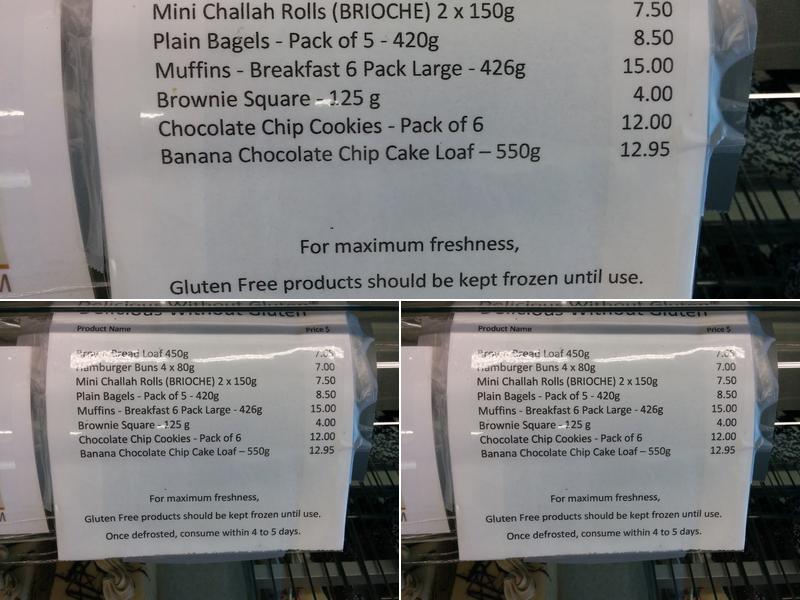 Mini Challah Rolls (BRIOCHE) 2 x 150g 7.50
Plain Bagels - Pack of 5 - 420g 8.50
Muffins - Breakfast 6 Pack Large - 426g 15.00
Brownie Square - 125 g 4.00
Chocolate Chip Cookies - Pack of 6 12.00
Banana Chocolate Chip Cake Loaf – 550g 12.95
For maximum freshness,
Gluten Free products should be kept frozen until use.
Delicious Without Gluten
Product Name Price $
Brown Bread Loaf 450g 7.05
Hamburger Buns 4 x 80g 7.00
Mini Challah Rolls (BRIOCHE) 2 x 150g 7.50
Plain Bagels - Pack of 5 - 420g 8.50
Muffins - Breakfast 6 Pack Large - 426g 15.00
Brownie Square - 125 g 4.00
Chocolate Chip Cookies - Pack of 6 12.00
Banana Chocolate Chip Cake Loaf – 550g 12.95
For maximum freshness,
Gluten Free products should be kept frozen until use.
Once defrosted, consume within 4 to 5 days.
Delicious Without Gluten
Product Name Price $
Brown Bread Loaf 450g 7.05
Hamburger Buns 4 x 80g 7.00
Mini Challah Rolls (BRIOCHE) 2 x 150g 7.50
Plain Bagels - Pack of 5 - 420g 8.50
Muffins - Breakfast 6 Pack Large - 426g 15.00
Brownie Square - 125 g 4.00
Chocolate Chip Cookies - Pack of 6 12.00
Banana Chocolate Chip Cake Loaf – 550g 12.95
For maximum freshness,
Gluten Free products should be kept frozen until use.
Once defrosted, consume within 4 to 5 days.